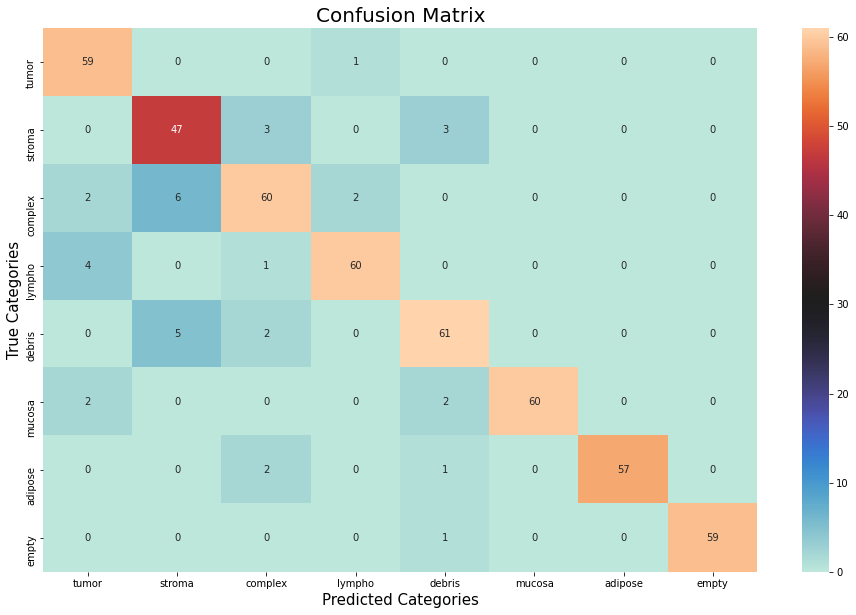 Confusion Matrix
True Categories
tumor 59 0 0 1 0 0 0 0
stroma 0 47 3 0 3 0 0 0
complex 2 6 60 2 0 0 0 0
lympho 4 0 1 60 0 0 0 0
debris 0 5 2 0 61 0 0 0
mucosa 2 0 0 0 2 60 0 0
adipose 0 0 2 0 1 0 57 0
empty 0 0 0 0 1 0 0 59
tumor stroma complex lympho debris mucosa adipose empty
Predicted Categories
60
50
40
30
20
10
0